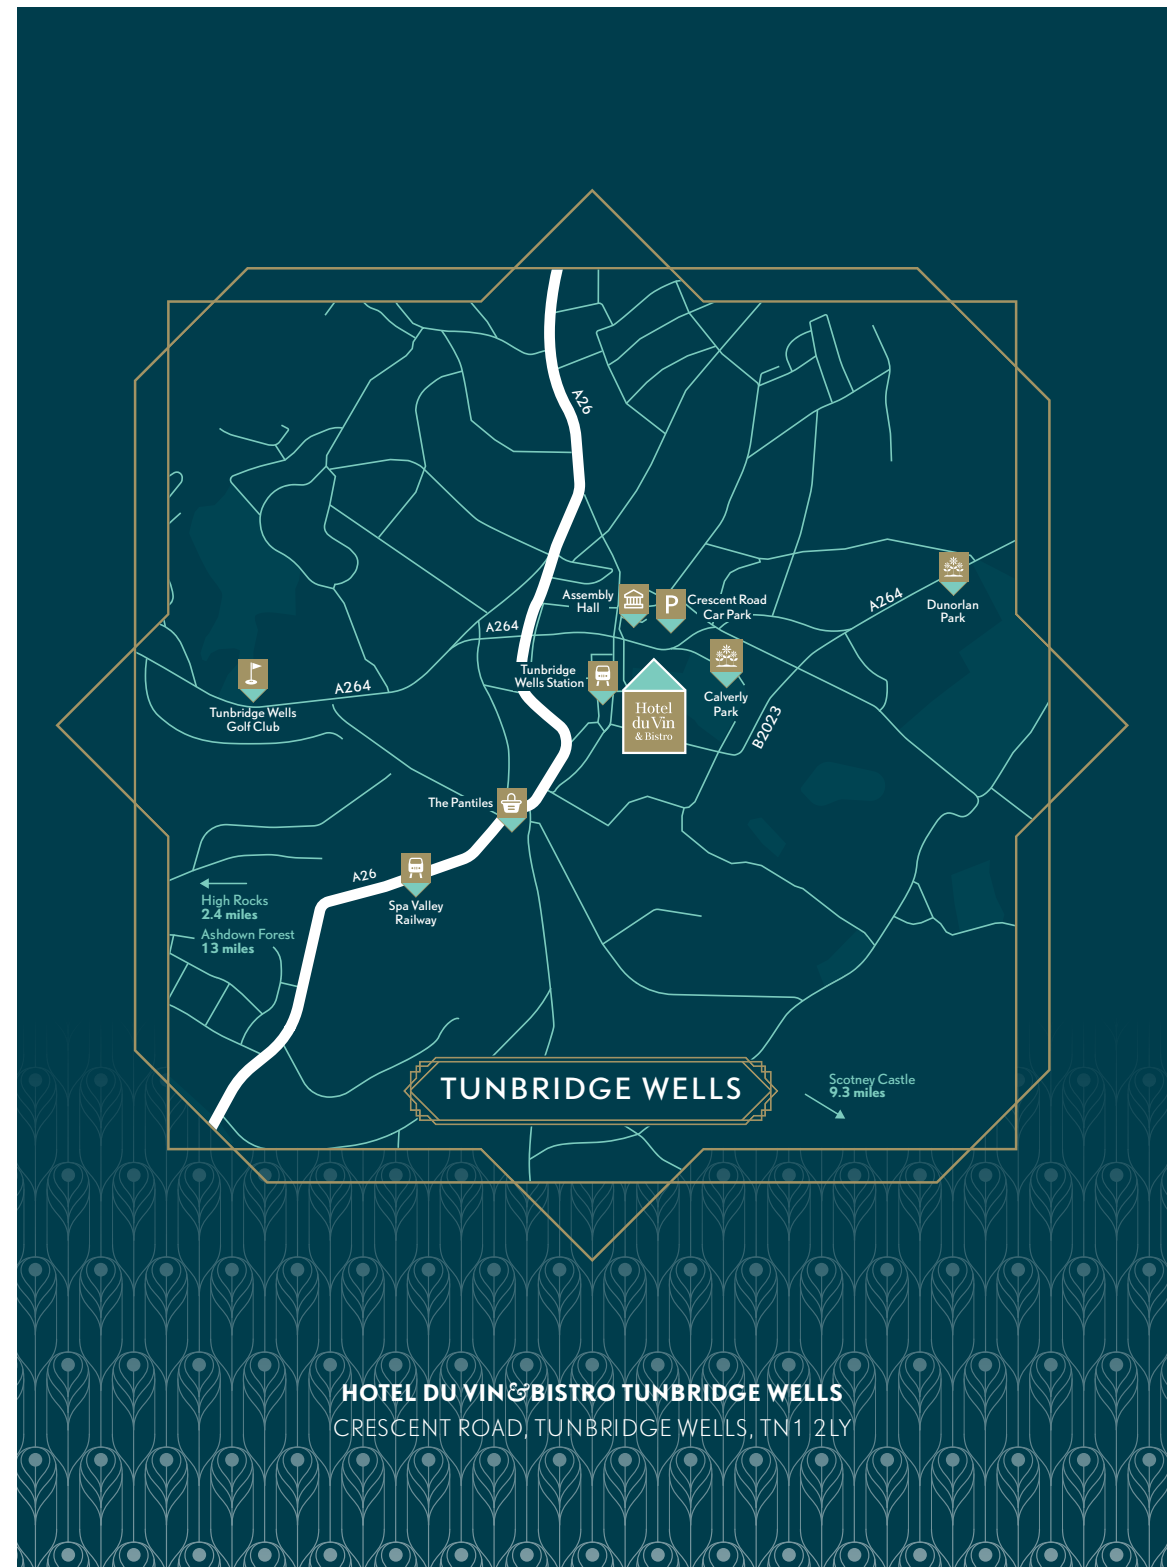 A26
Assembly
Hall
P
Crescent Road
Car Park
A264
Dunorlan
Park
A264
Tunbridge
Wells Station
Calverly
Park
A264
Tunbridge Wells
Golf Club
Hotel
du Vin
& Bistro
B2023
The Pantiles
A26
Spa Valley
Railway
High Rocks
2.4 miles
Ashdown Forest
13 miles
TUNBRIDGE WELLS
Scotney Castle
9.3 miles
HOTEL DU VIN & BISTRO TUNBRIDGE WELLS
CRESCENT ROAD, TUNBRIDGE WELLS, TN1 2LY